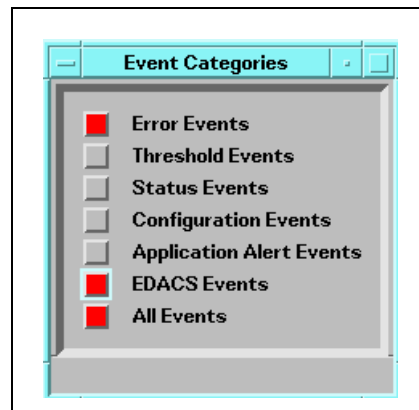 Event Categories
Error Events
Threshold Events
Status Events
Configuration Events
Application Alert Events
EDACS Events
All Events